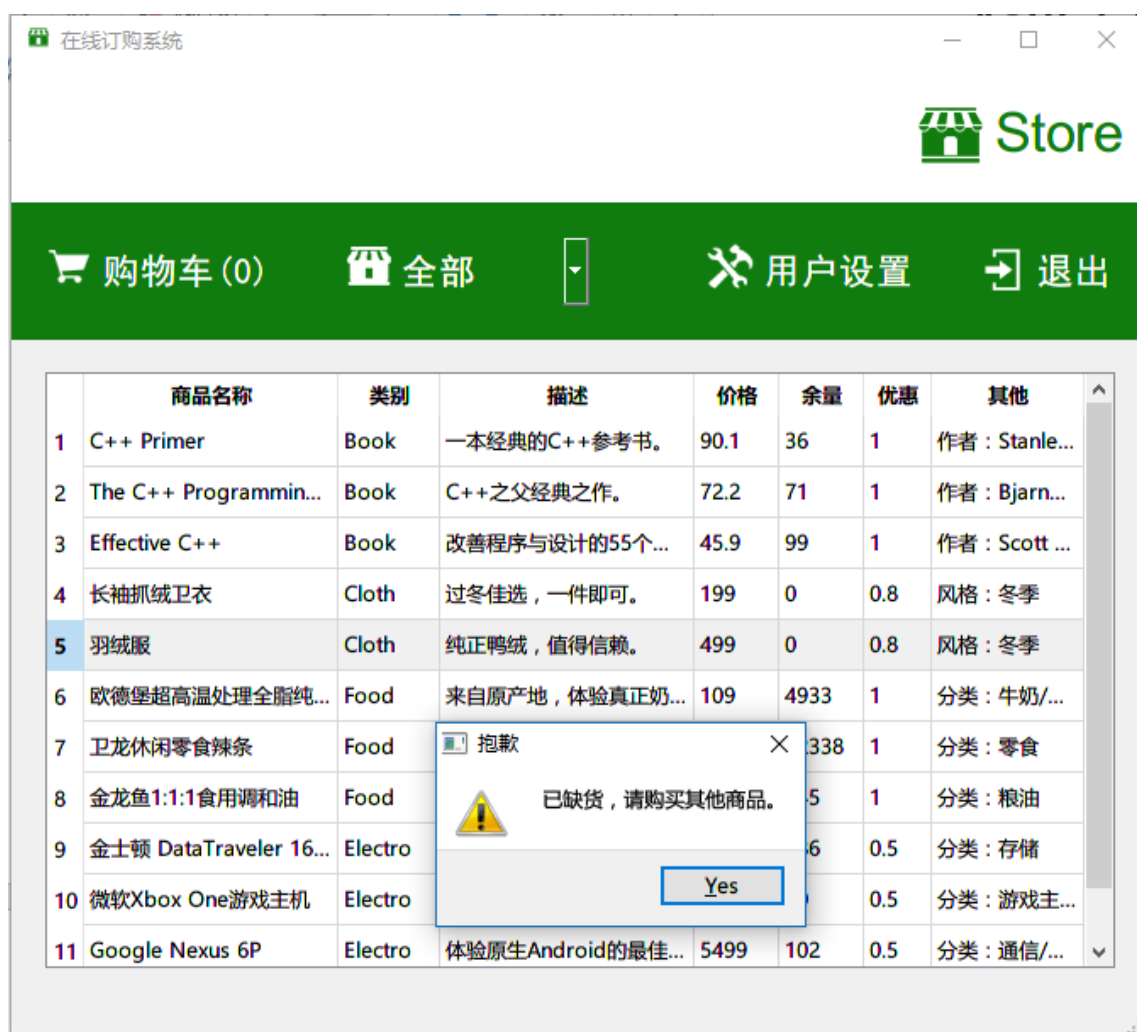 在线订购系统
Store
购物车(0) 全部 用户设置 退出
商品名称 类别 描述 价格 余量 优惠 其他
1 C++ Primer Book 一本经典的C++参考书。 90.1 36 1 作者：Stanle...
2 The C++ Programmin... Book C++之父经典之作。 72.2 71 1 作者：Bjarn...
3 Effective C++ Book 改善程序与设计的55个... 45.9 99 1 作者：Scott ...
4 长袖抓绒卫衣 Cloth 过冬佳选，一件即可。 199 0 0.8 风格：冬季
5 羽绒服 Cloth 纯正鸭绒，值得信赖。 499 0 0.8 风格：冬季
6 欧德堡超高温处理全脂纯... Food 来自原产地，体验真正奶... 109 4933 1 分类：牛奶/...
7 卫龙休闲零食辣条 Food 338 1 分类：零食
8 金龙鱼1:1:1食用调和油 Food 5 1 分类：粮油
9 金士顿 DataTraveler 16... Electro 6 0.5 分类：存储
10 微软Xbox One游戏主机 Electro 0.5 分类：游戏主...
11 Google Nexus 6P Electro 体验原生Android的最佳... 5499 102 0.5 分类：通信/...
抱歉
已缺货，请购买其他商品。
Yes